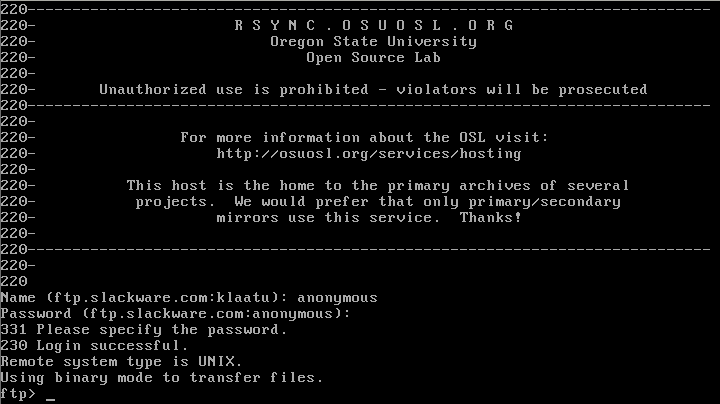 220-------------------------------------------------------------------------------
220- R S Y N C . O S U O S L . O R G
220- Oregon State University
220- Open Source Lab
220-
220- Unauthorized use is prohibited - violators will be prosecuted
220-------------------------------------------------------------------------------
220-
220- For more information about the OSL visit:
220- http://osuosl.org/services/hosting
220-
220- This host is the home to the primary archives of several
220- projects.  We would prefer that only primary/secondary
220- mirrors use this service.  Thanks!
220-
220-------------------------------------------------------------------------------
220-
220
Name (ftp.slackware.com:klaatu): anonymous
Password (ftp.slackware.com:anonymous):
331 Please specify the password.
230 Login successful.
Remote system type is UNIX.
Using binary mode to transfer files.
ftp> _